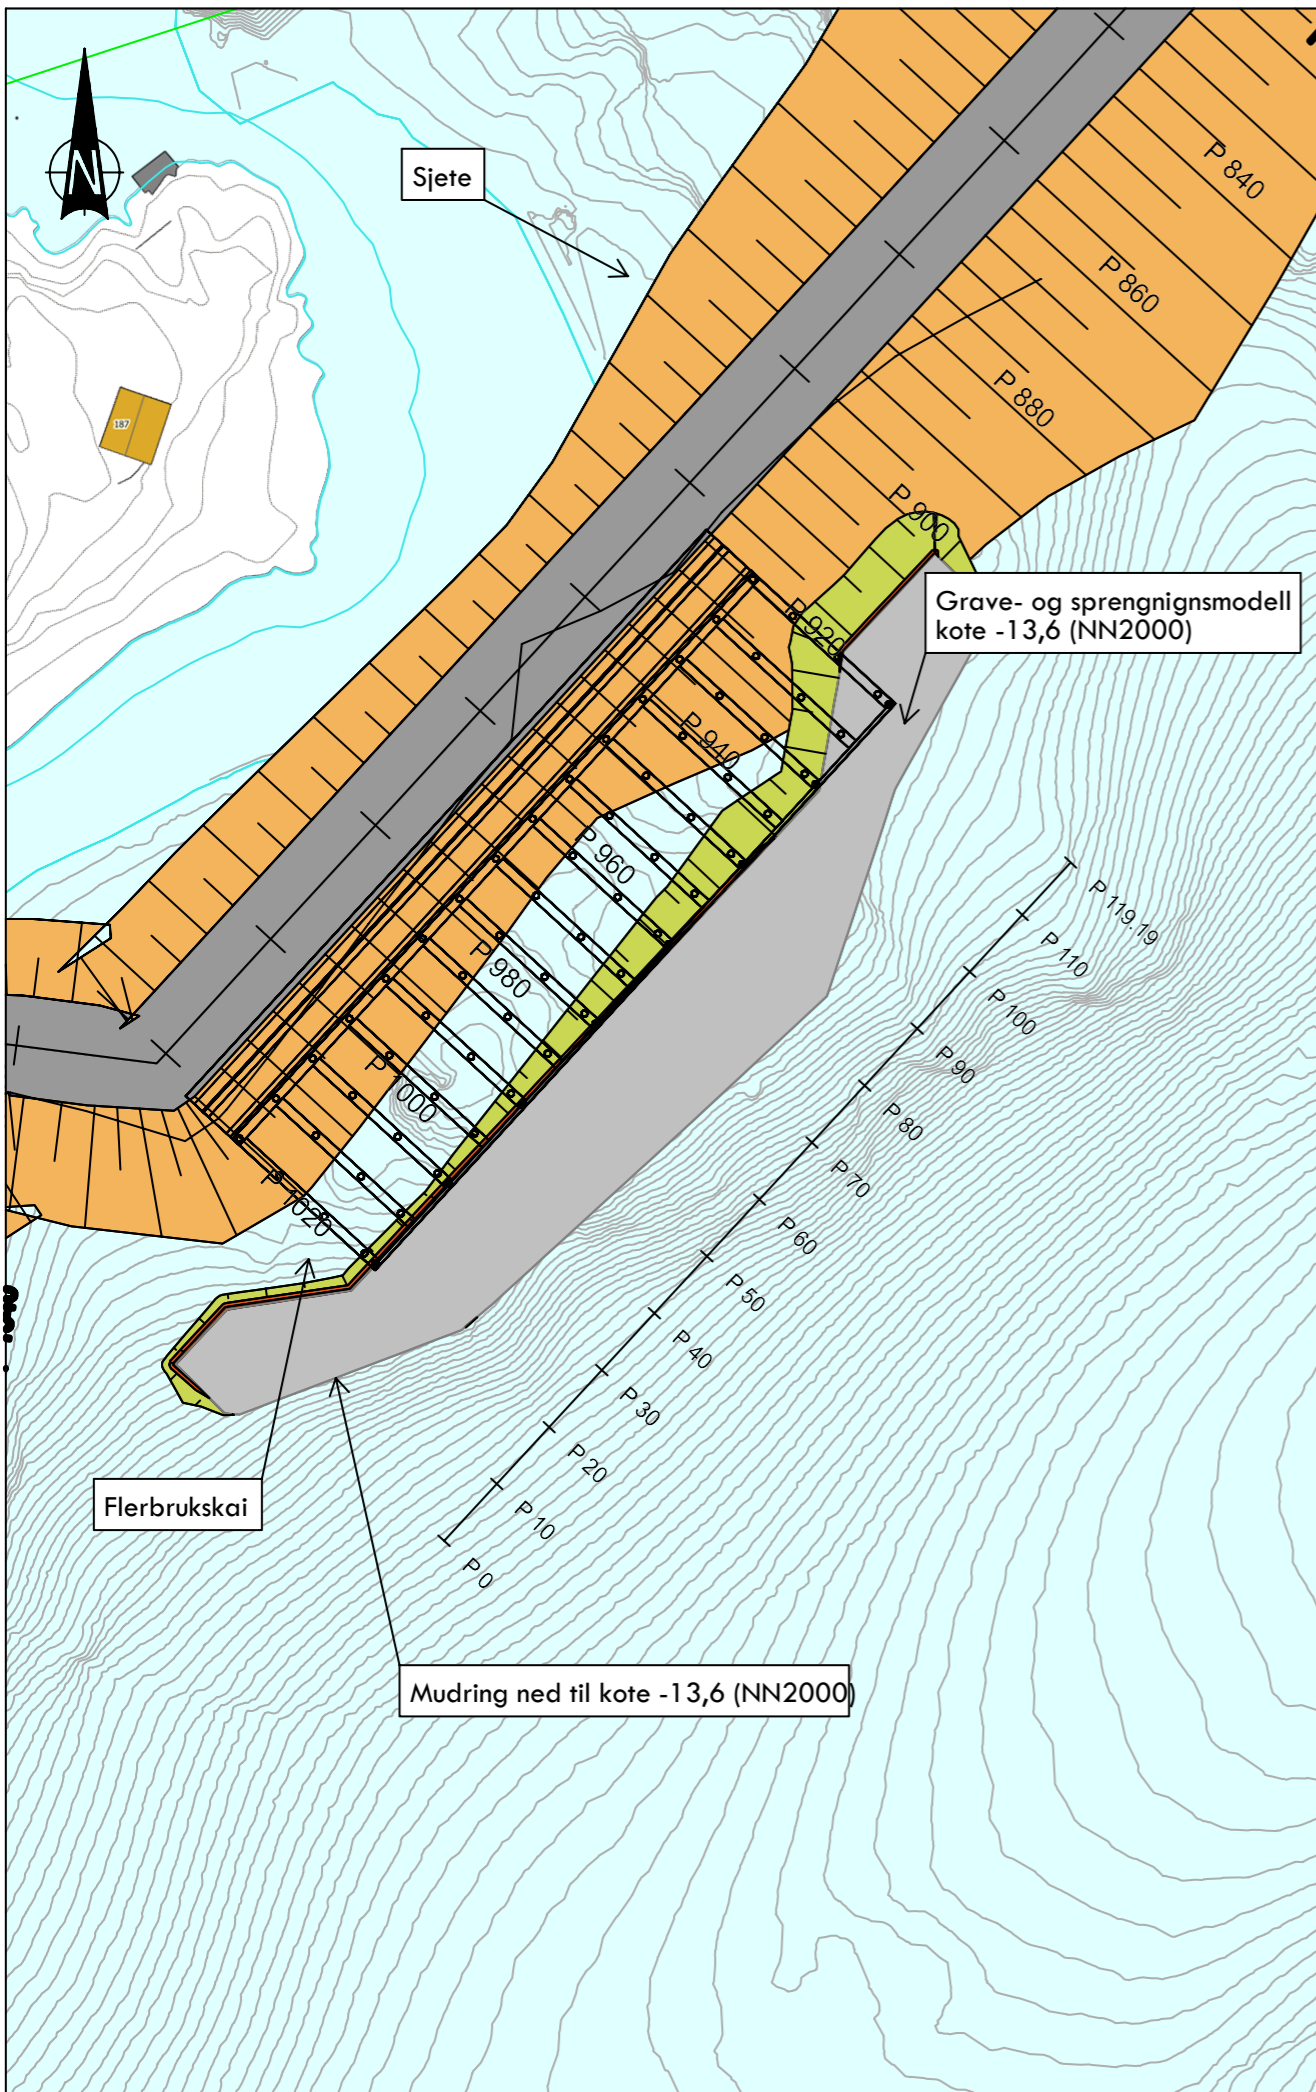 N
Sjete
187
P 840
P 860
P 880
P 900
P 920
P 940
P 960
P 980
P 1000
P 1020
Grave- og sprengnignsmodell
kote -13,6 (NN2000)
P 119.19
P 110
P 100
P 90
P 80
P 70
P 60
P 50
P 40
P 30
P 20
P 10
P 0
Flerbrukskai
Mudring ned til kote -13,6 (NN2000)